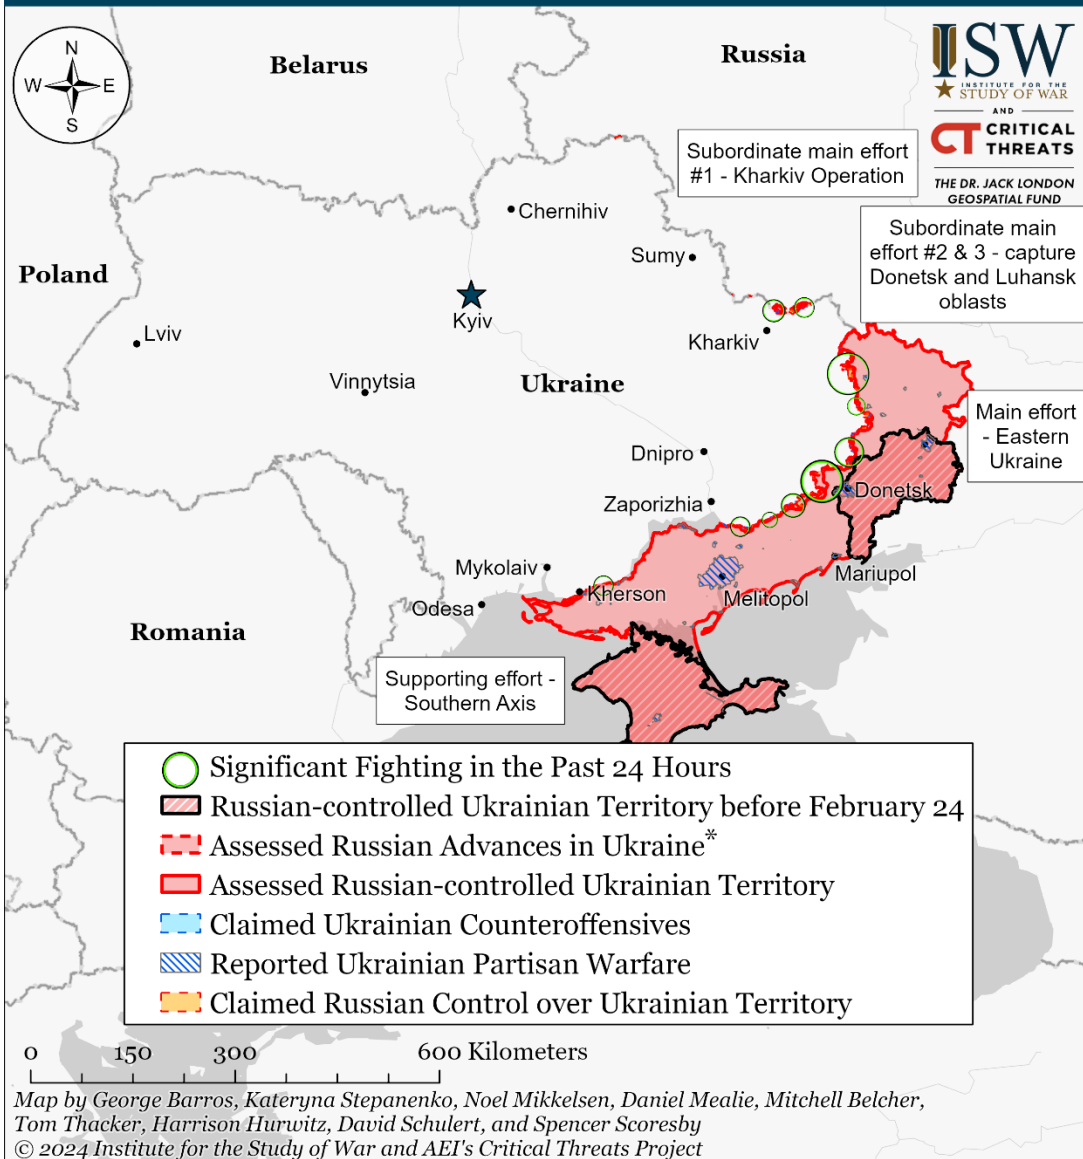 N
W
E
S
Belarus
Russia
ISW
INSTITUTE FOR THE
STUDY OF WAR
AND
CT CRITICAL
THREATS
THE DR. JACK LONDON
GEOSPATIAL FUND
Subordinate main effort
#1 - Kharkiv Operation
Chernihiv
Subordinate main
effort #2 & 3 - capture
Donetsk and Luhansk
oblasts
Sumy
Poland
Kyiv
Lviv
Kharkiv
Vinnytsia
Ukraine
Main effort
- Eastern
Ukraine
Dnipro
Donetsk
Zaporizhia
Mykolaiv
Mariupol
Kherson
Melitopol
Odesa
Romania
Supporting effort -
Southern Axis
Significant Fighting in the Past 24 Hours
Russian-controlled Ukrainian Territory before February 24
Assessed Russian Advances in Ukraine*
Assessed Russian-controlled Ukrainian Territory
Claimed Ukrainian Counteroffensives
Reported Ukrainian Partisan Warfare
Claimed Russian Control over Ukrainian Territory
0 150 300 600 Kilometers
Map by George Barros, Kateryna Stepanenko, Noel Mikkelsen, Daniel Mealie, Mitchell Belcher,
Tom Thacker, Harrison Hurwitz, David Schulert, and Spencer Scoresby
© 2024 Institute for the Study of War and AEI's Critical Threats Project